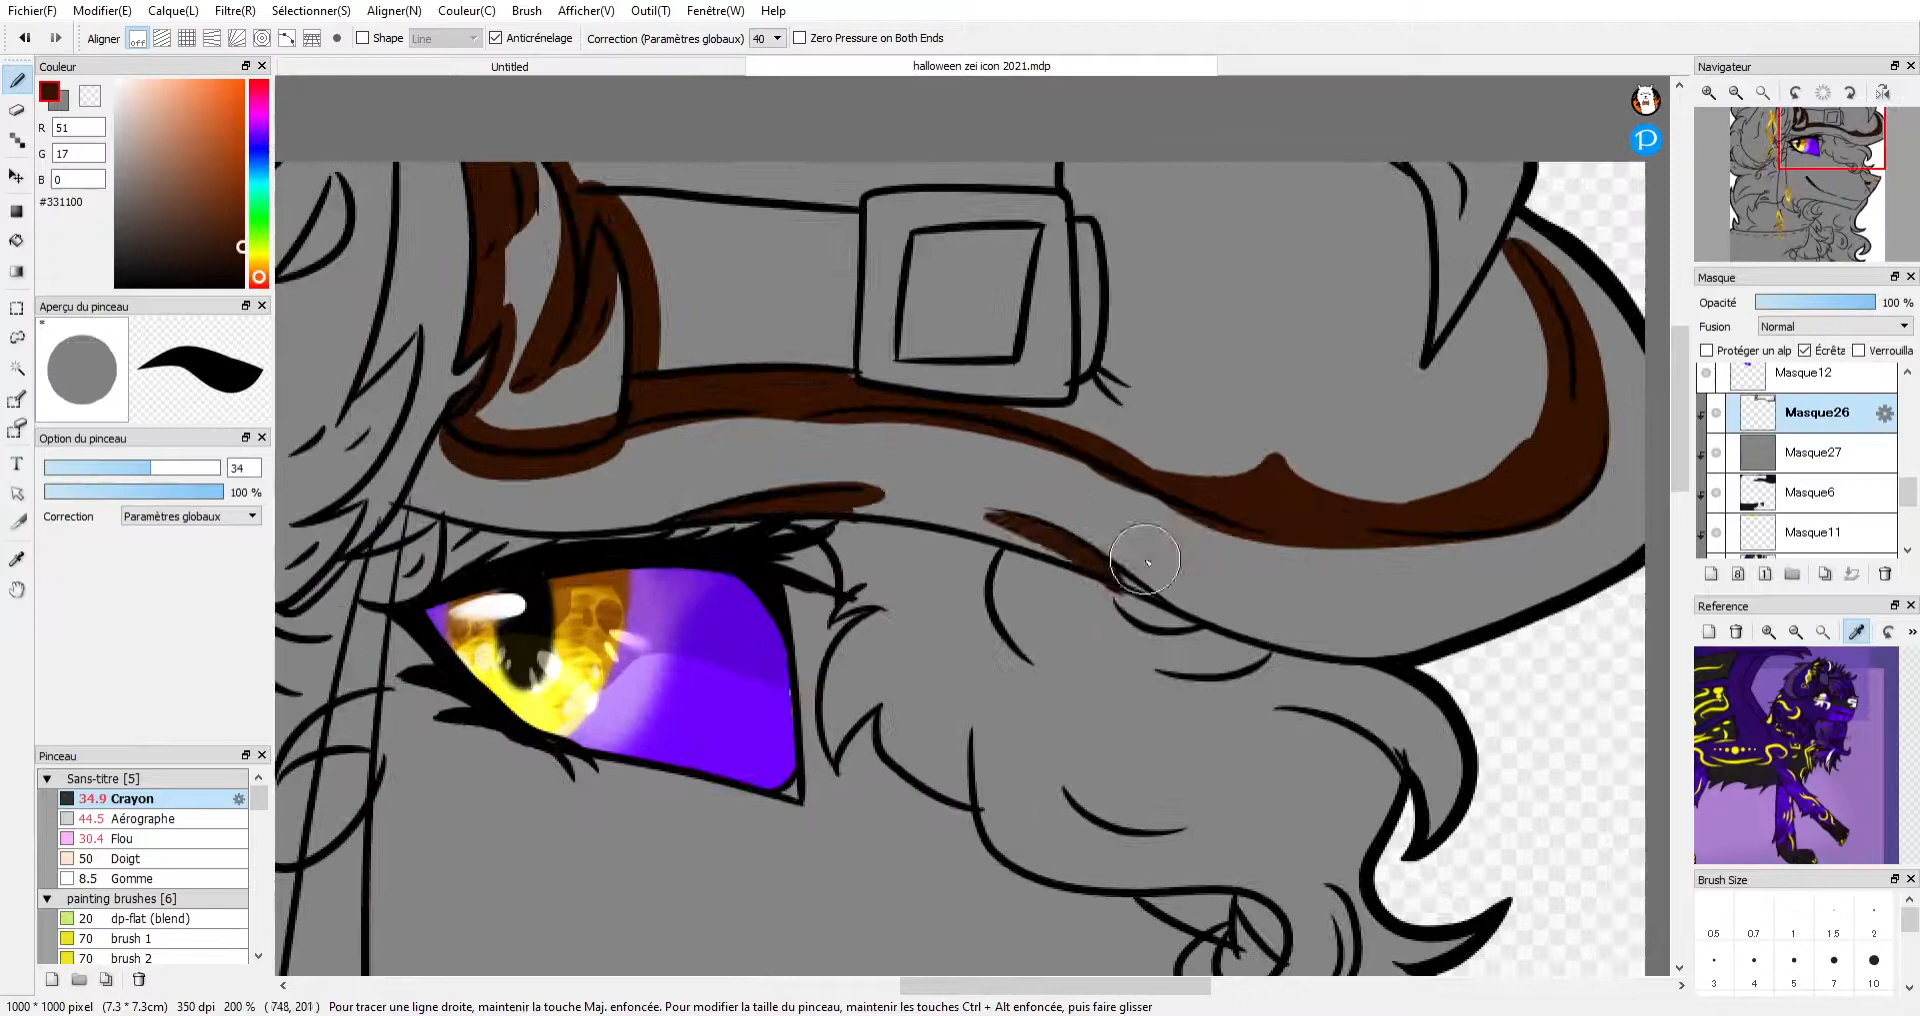 Fichier(F) Modifier(E) Calque(L) Filtre(R) Sélectionner(S) Aligner(N) Couleur(C) Brush Afficher(V) Outil(T) Fenêtre(W) Help
Aligner off Shape Line Anticrénelage Correction (Paramètres globaux) 40 Zero Pressure on Both Ends
Couleur
Untitled
halloween zei icon 2021.mdp
Navigateur
R 51
G 17
B 0
#331100
Masque
Opacité 100 %
Aperçu du pinceau
Fusion Normal
Protéger un alp Écrêta Verrouilla
Masque12
Masque26
Option du pinceau
34
Masque27
100 %
Masque6
Correction Paramètres globaux
Masque11
Reference
Pinceau
Sans-titre [5]
34.9 Crayon
44.5 Aérographe
30.4 Flou
50 Doigt
8.5 Gomme
Brush Size
painting brushes [6]
20 dp-flat (blend)
70 brush 1
70 brush 2
0.5 0.7 1 1.5 2
3 4 5 7 10
1000 * 1000 pixel (7.3 * 7.3cm) 350 dpi 200 % ( 748, 201 ) Pour tracer une ligne droite, maintenir la touche Maj. enfoncée. Pour modifier la taille du pinceau, maintenir les touches Ctrl + Alt enfoncée, puis faire glisser